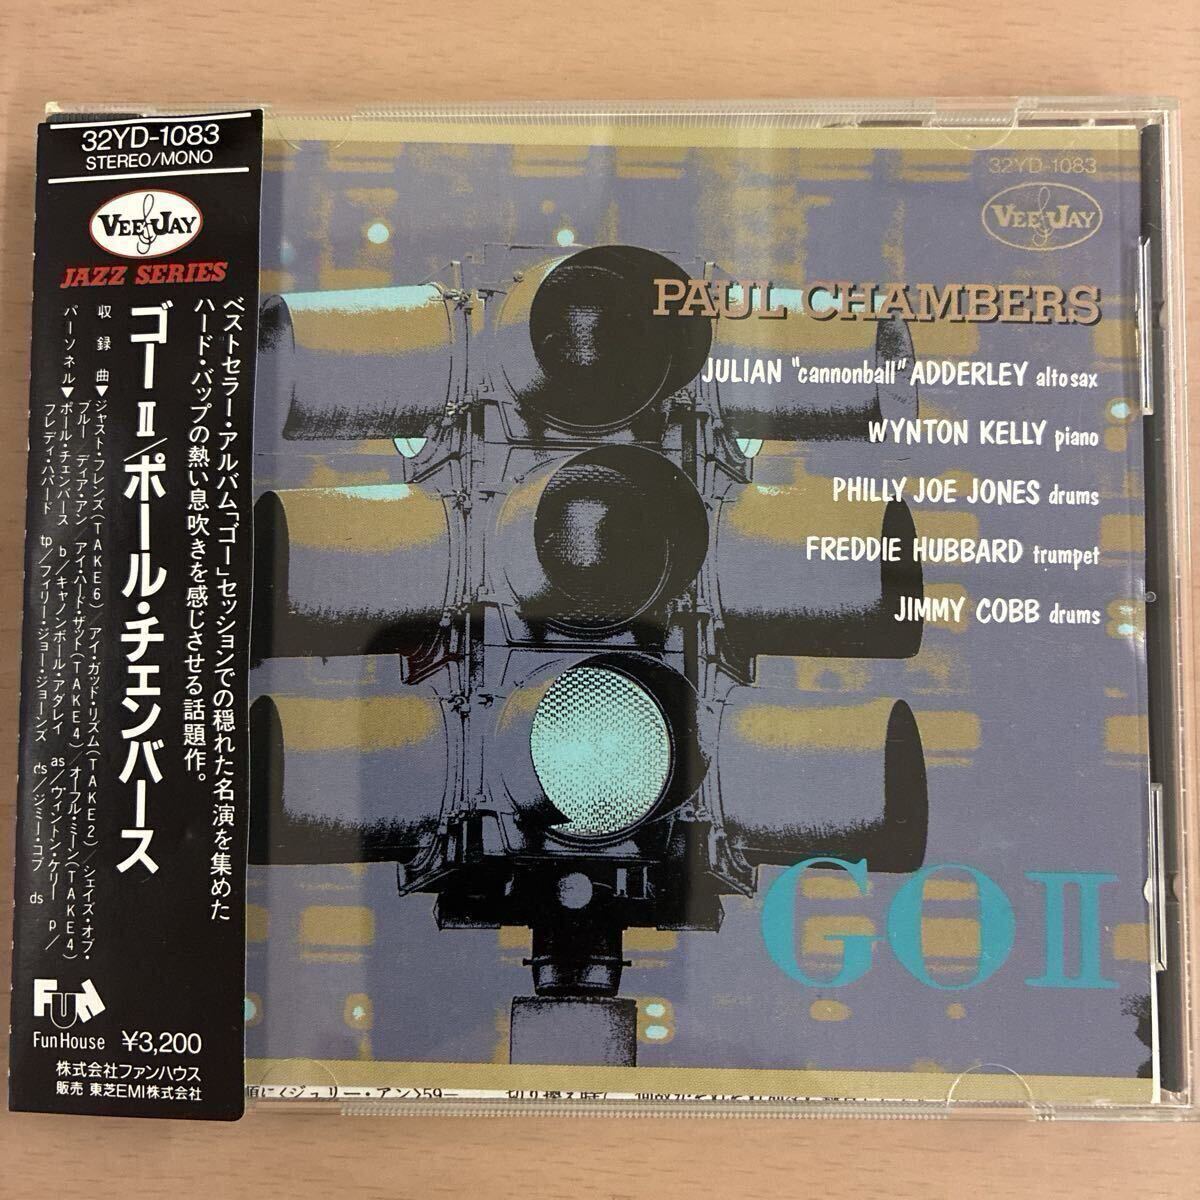 32YD-1083
STEREO/MONO
VEE JAY
JAZZ SERIES
ベストセラー・アルバム「ゴー」セッションでの隠れた名演を集めた
ハード・バップの熱い息吹きを感じさせる話題作。
ゴーII/ポール・チェンバース
収録曲▼ジャスト・フレンズ(TAKE6)/アイ・ガット・リズム(TAKE2)/シェイズ・オブ・
ブルー/ディア・アン/アイ・ハード・ザット(TAKE4)/オーフル・ミーン(TAKE4)
パーソネル▼ポール・チェンバース b/キャノンボール・アダレイ as/ウィントン・ケリー p/
フレディ・ハバード tp/フィリー・ジョー・ジョーンズ ds/ジミー・コブ ds
FUN
Fun House
¥3,200
株式会社ファンハウス
販売 東芝EMI株式会社
32YD-1083
VEE JAY
PAUL CHAMBERS
JULIAN "cannonball" ADDERLEY alto sax
WYNTON KELLY piano
PHILLY JOE JONES drums
FREDDIE HUBBARD trumpet
JIMMY COBB drums
GO II
に〈ジュリー・アン〉59—